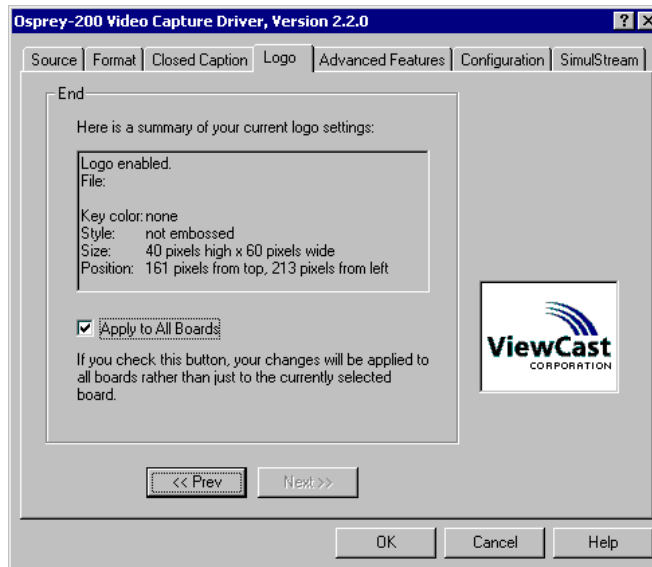 Osprey-200 Video Capture Driver, Version 2.2.0
Source Format Closed Caption Logo Advanced Features Configuration SimulStream
End
Here is a summary of your current logo settings:
Logo enabled.
File:
Key color: none
Style: not embossed
Size: 40 pixels high x 60 pixels wide
Position: 161 pixels from top, 213 pixels from left
Apply to All Boards
If you check this button, your changes will be applied to
all boards rather than just to the currently selected
board.
ViewCast
CORPORATION
<< Prev Next >>
OK Cancel Help